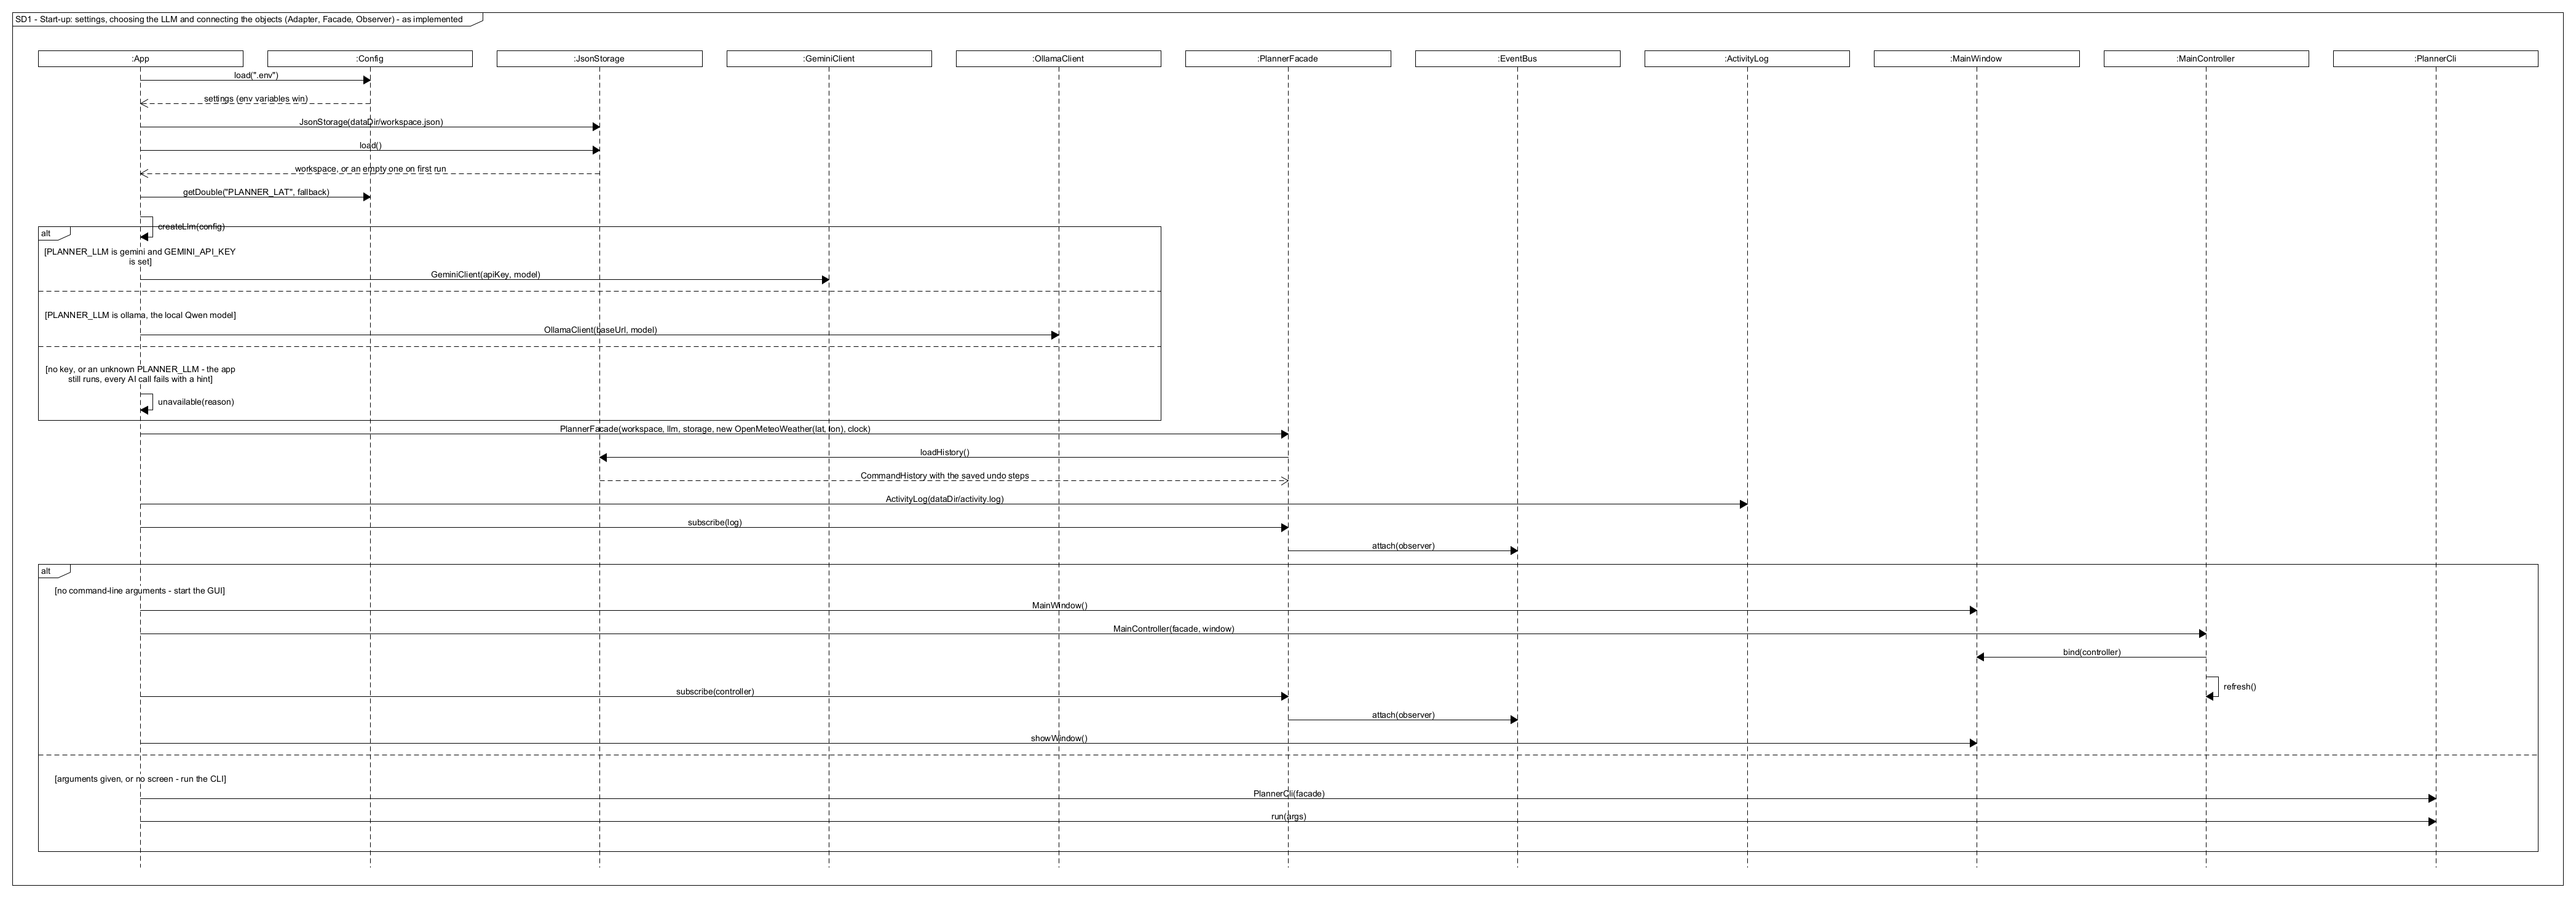 SD1 - Start-up: settings, choosing the LLM and connecting the objects (Adapter, Facade, Observer) - as implemented
:App
:Config
:JsonStorage
:GeminiClient
:OllamaClient
:PlannerFacade
:EventBus
:ActivityLog
:MainWindow
:MainController
:PlannerCli
load(".env")
settings (env variables win)
JsonStorage(dataDir/workspace.json)
load()
workspace, or an empty one on first run
getDouble("PLANNER_LAT", fallback)
createLlm(config)
alt
[PLANNER_LLM is gemini and GEMINI_API_KEY
is set]
GeminiClient(apiKey, model)
[PLANNER_LLM is ollama, the local Qwen model]
OllamaClient(baseUrl, model)
[no key, or an unknown PLANNER_LLM - the app
still runs, every AI call fails with a hint]
unavailable(reason)
PlannerFacade(workspace, llm, storage, new OpenMeteoWeather(lat, lon), clock)
loadHistory()
CommandHistory with the saved undo steps
ActivityLog(dataDir/activity.log)
subscribe(log)
attach(observer)
alt
[no command-line arguments - start the GUI]
MainWindow()
MainController(facade, window)
bind(controller)
refresh()
subscribe(controller)
attach(observer)
showWindow()
[arguments given, or no screen - run the CLI]
PlannerCli(facade)
run(args)